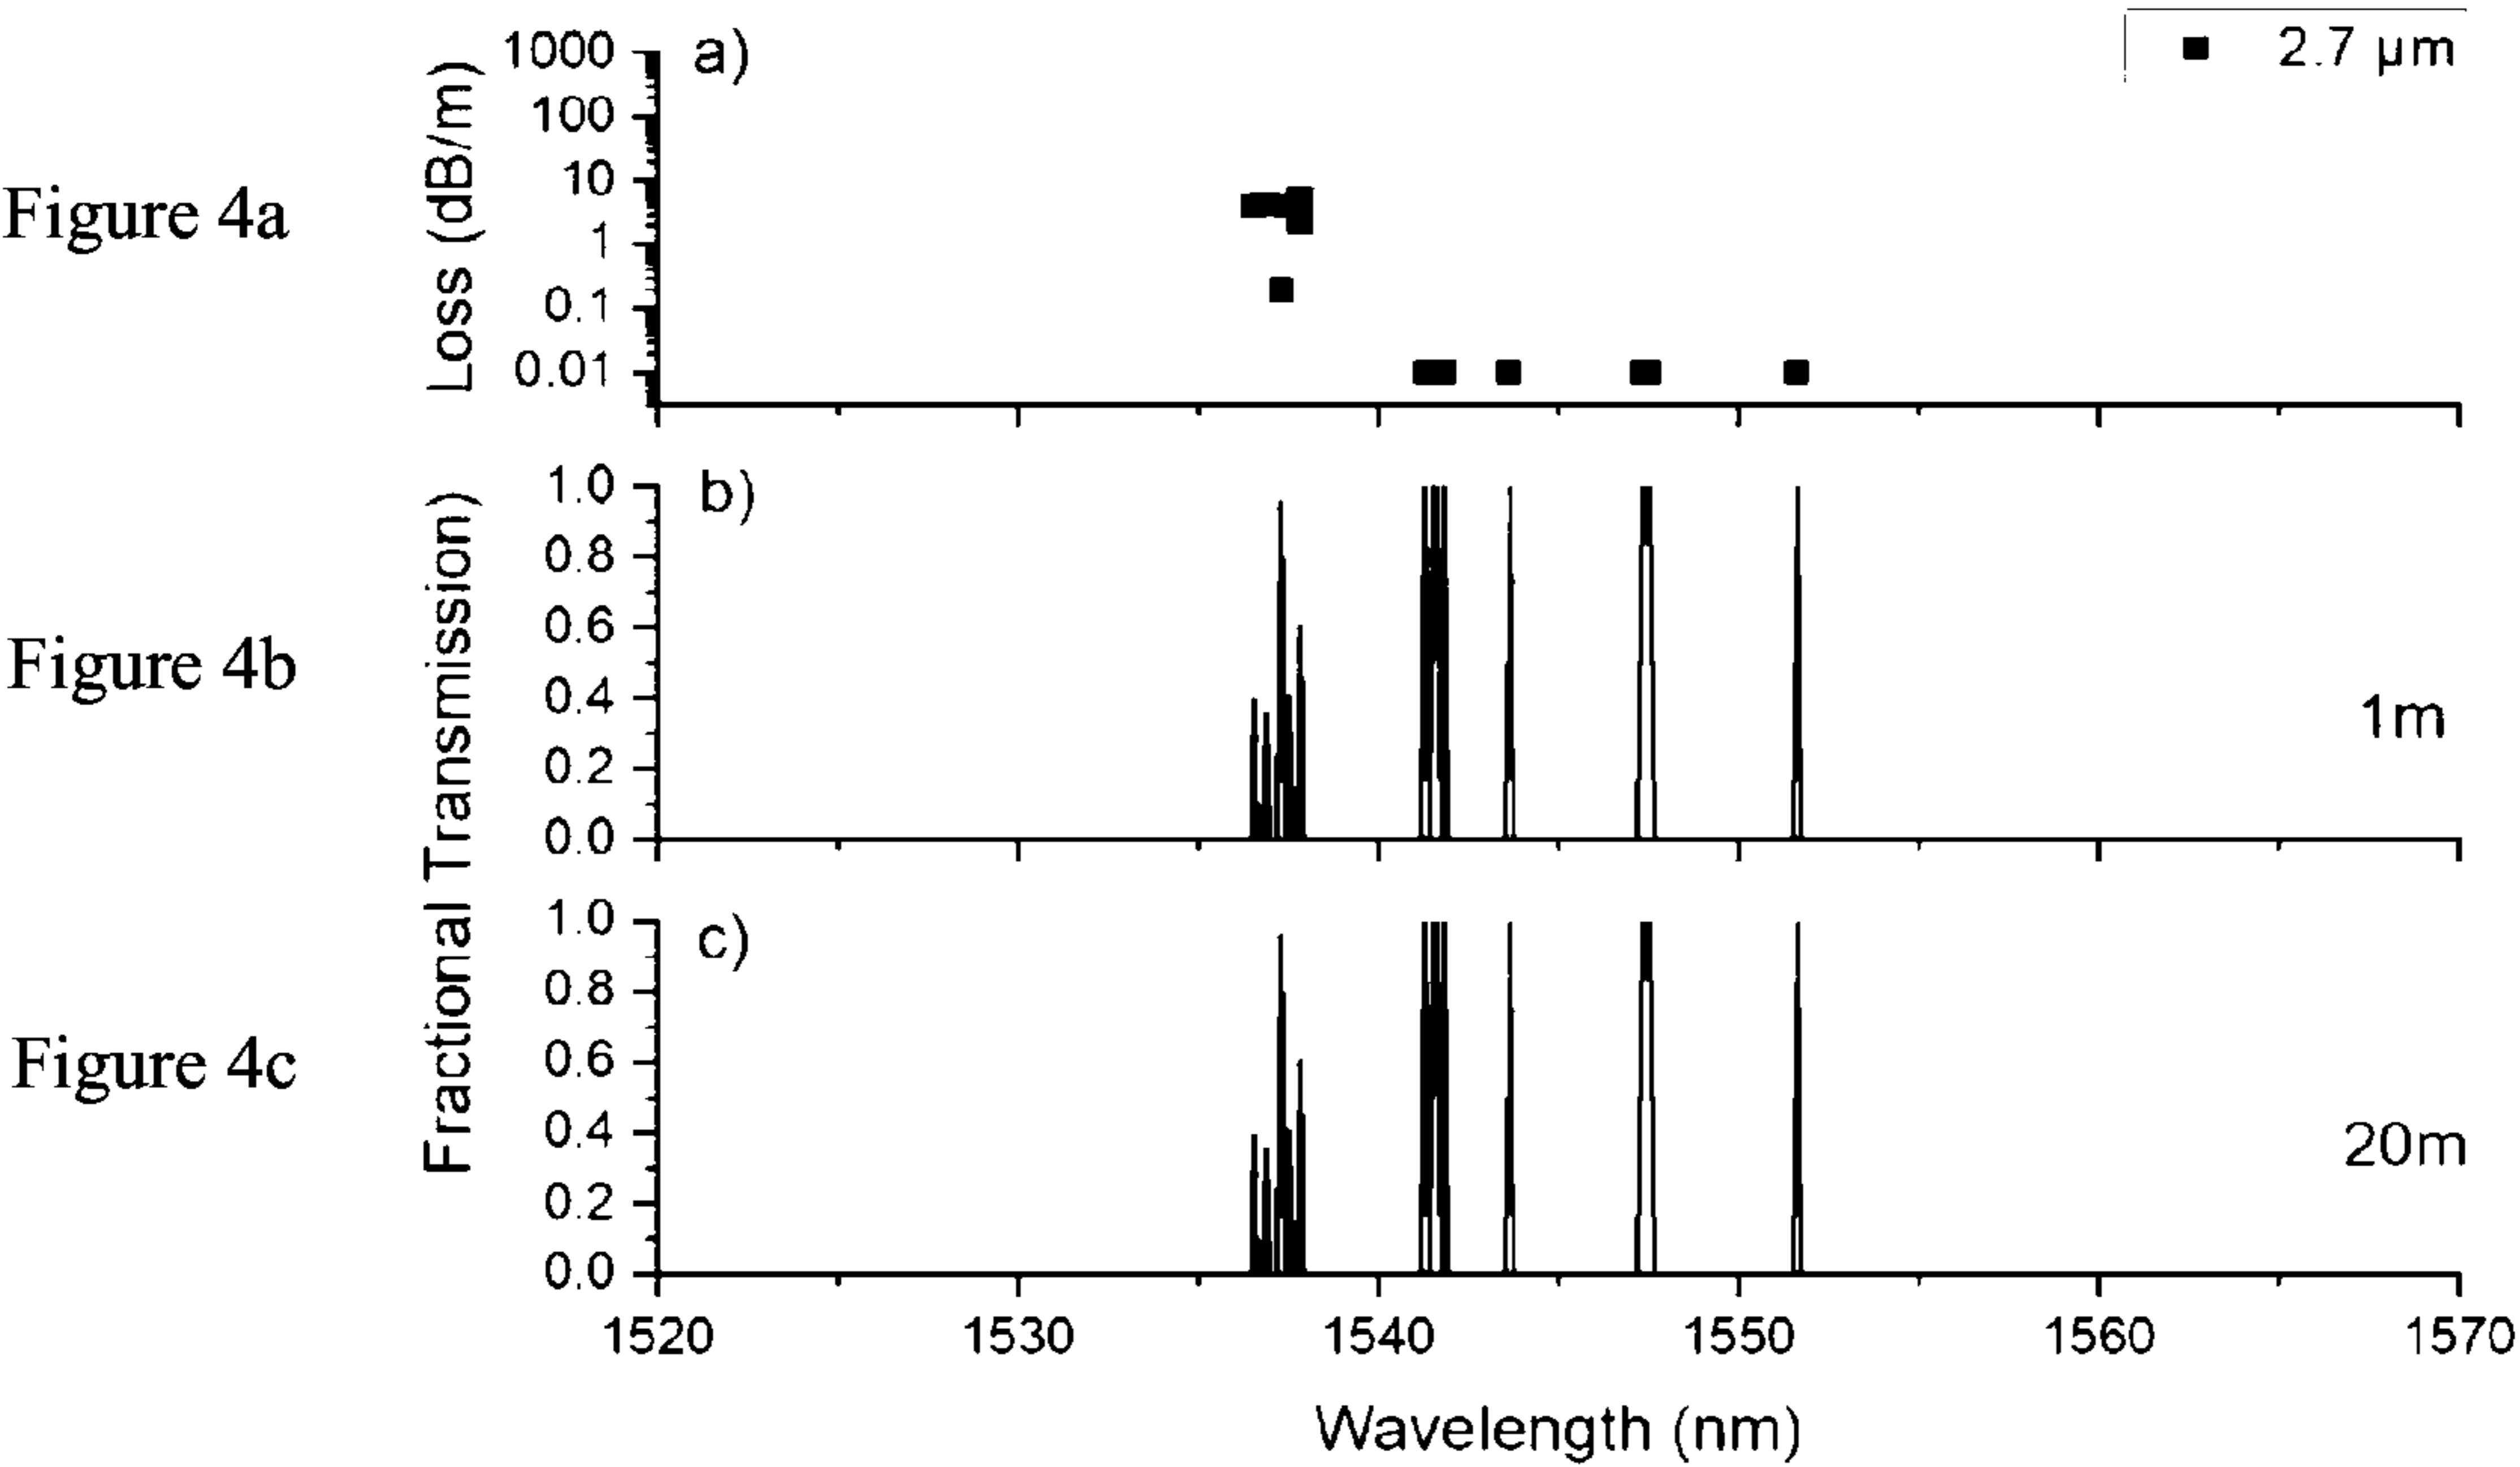 a)
2.7 μm
1000
100
10
1
0.1
0.01
Loss (dB/m)
Figure 4a
b)
1.0
0.8
0.6
0.4
0.2
0.0
1m
Figure 4b
Fractional Transmission)
c)
1.0
0.8
0.6
0.4
0.2
0.0
20m
Figure 4c
1520 1530 1540 1550 1560 1570
Wavelength (nm)